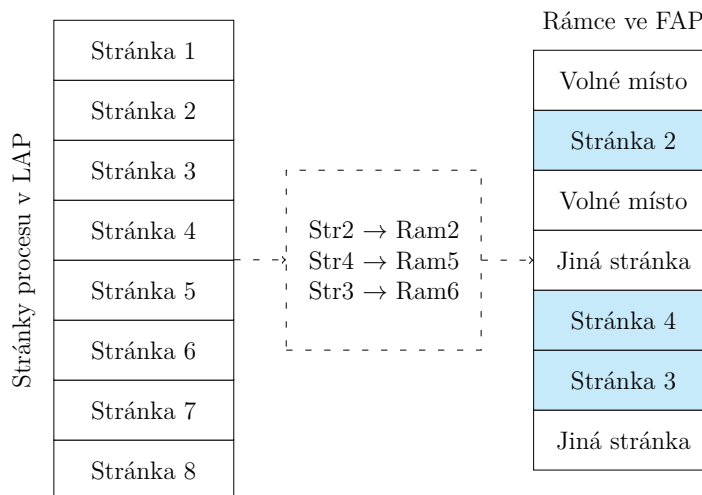 Stránky procesu v LAP
Stránka 1
Stránka 2
Stránka 3
Stránka 4
Stránka 5
Stránka 6
Stránka 7
Stránka 8
Str2 → Ram2
Str4 → Ram5
Str3 → Ram6
Rámce ve FAP
Volné místo
Stránka 2
Volné místo
Jiná stránka
Stránka 4
Stránka 3
Jiná stránka